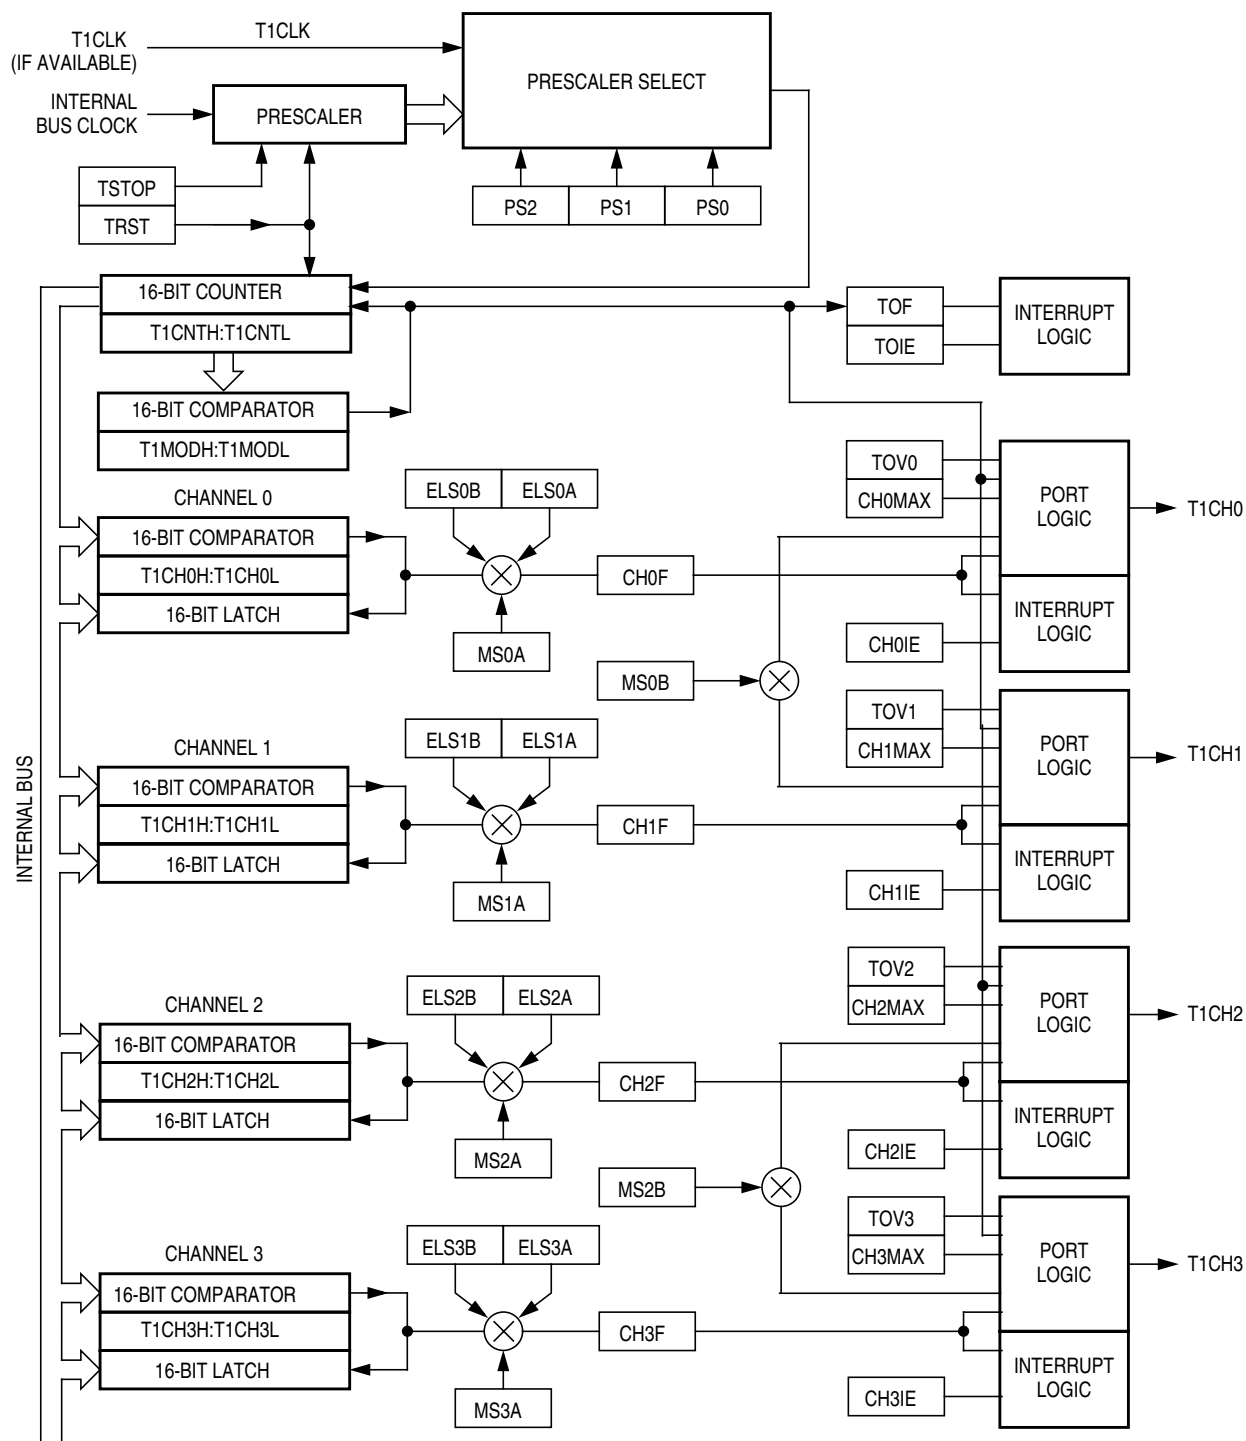 T1CLK
(IF AVAILABLE)
T1CLK
PRESCALER SELECT
INTERNAL
BUS CLOCK
PRESCALER
TSTOP
TRST
PS2
PS1
PS0
16-BIT COUNTER
T1CNTH:T1CNTL
TOF
TOIE
INTERRUPT
LOGIC
16-BIT COMPARATOR
T1MODH:T1MODL
INTERNAL BUS
CHANNEL 0
ELS0B
ELS0A
TOV0
CH0MAX
PORT
LOGIC
T1CH0
16-BIT COMPARATOR
T1CH0H:T1CH0L
16-BIT LATCH
CH0F
MS0A
CH0IE
INTERRUPT
LOGIC
MS0B
CHANNEL 1
ELS1B
ELS1A
TOV1
CH1MAX
PORT
LOGIC
T1CH1
16-BIT COMPARATOR
T1CH1H:T1CH1L
16-BIT LATCH
CH1F
MS1A
CH1IE
INTERRUPT
LOGIC
CHANNEL 2
ELS2B
ELS2A
TOV2
CH2MAX
PORT
LOGIC
T1CH2
16-BIT COMPARATOR
T1CH2H:T1CH2L
16-BIT LATCH
CH2F
MS2A
CH2IE
INTERRUPT
LOGIC
MS2B
CHANNEL 3
ELS3B
ELS3A
TOV3
CH3MAX
PORT
LOGIC
T1CH3
16-BIT COMPARATOR
T1CH3H:T1CH3L
16-BIT LATCH
CH3F
MS3A
CH3IE
INTERRUPT
LOGIC